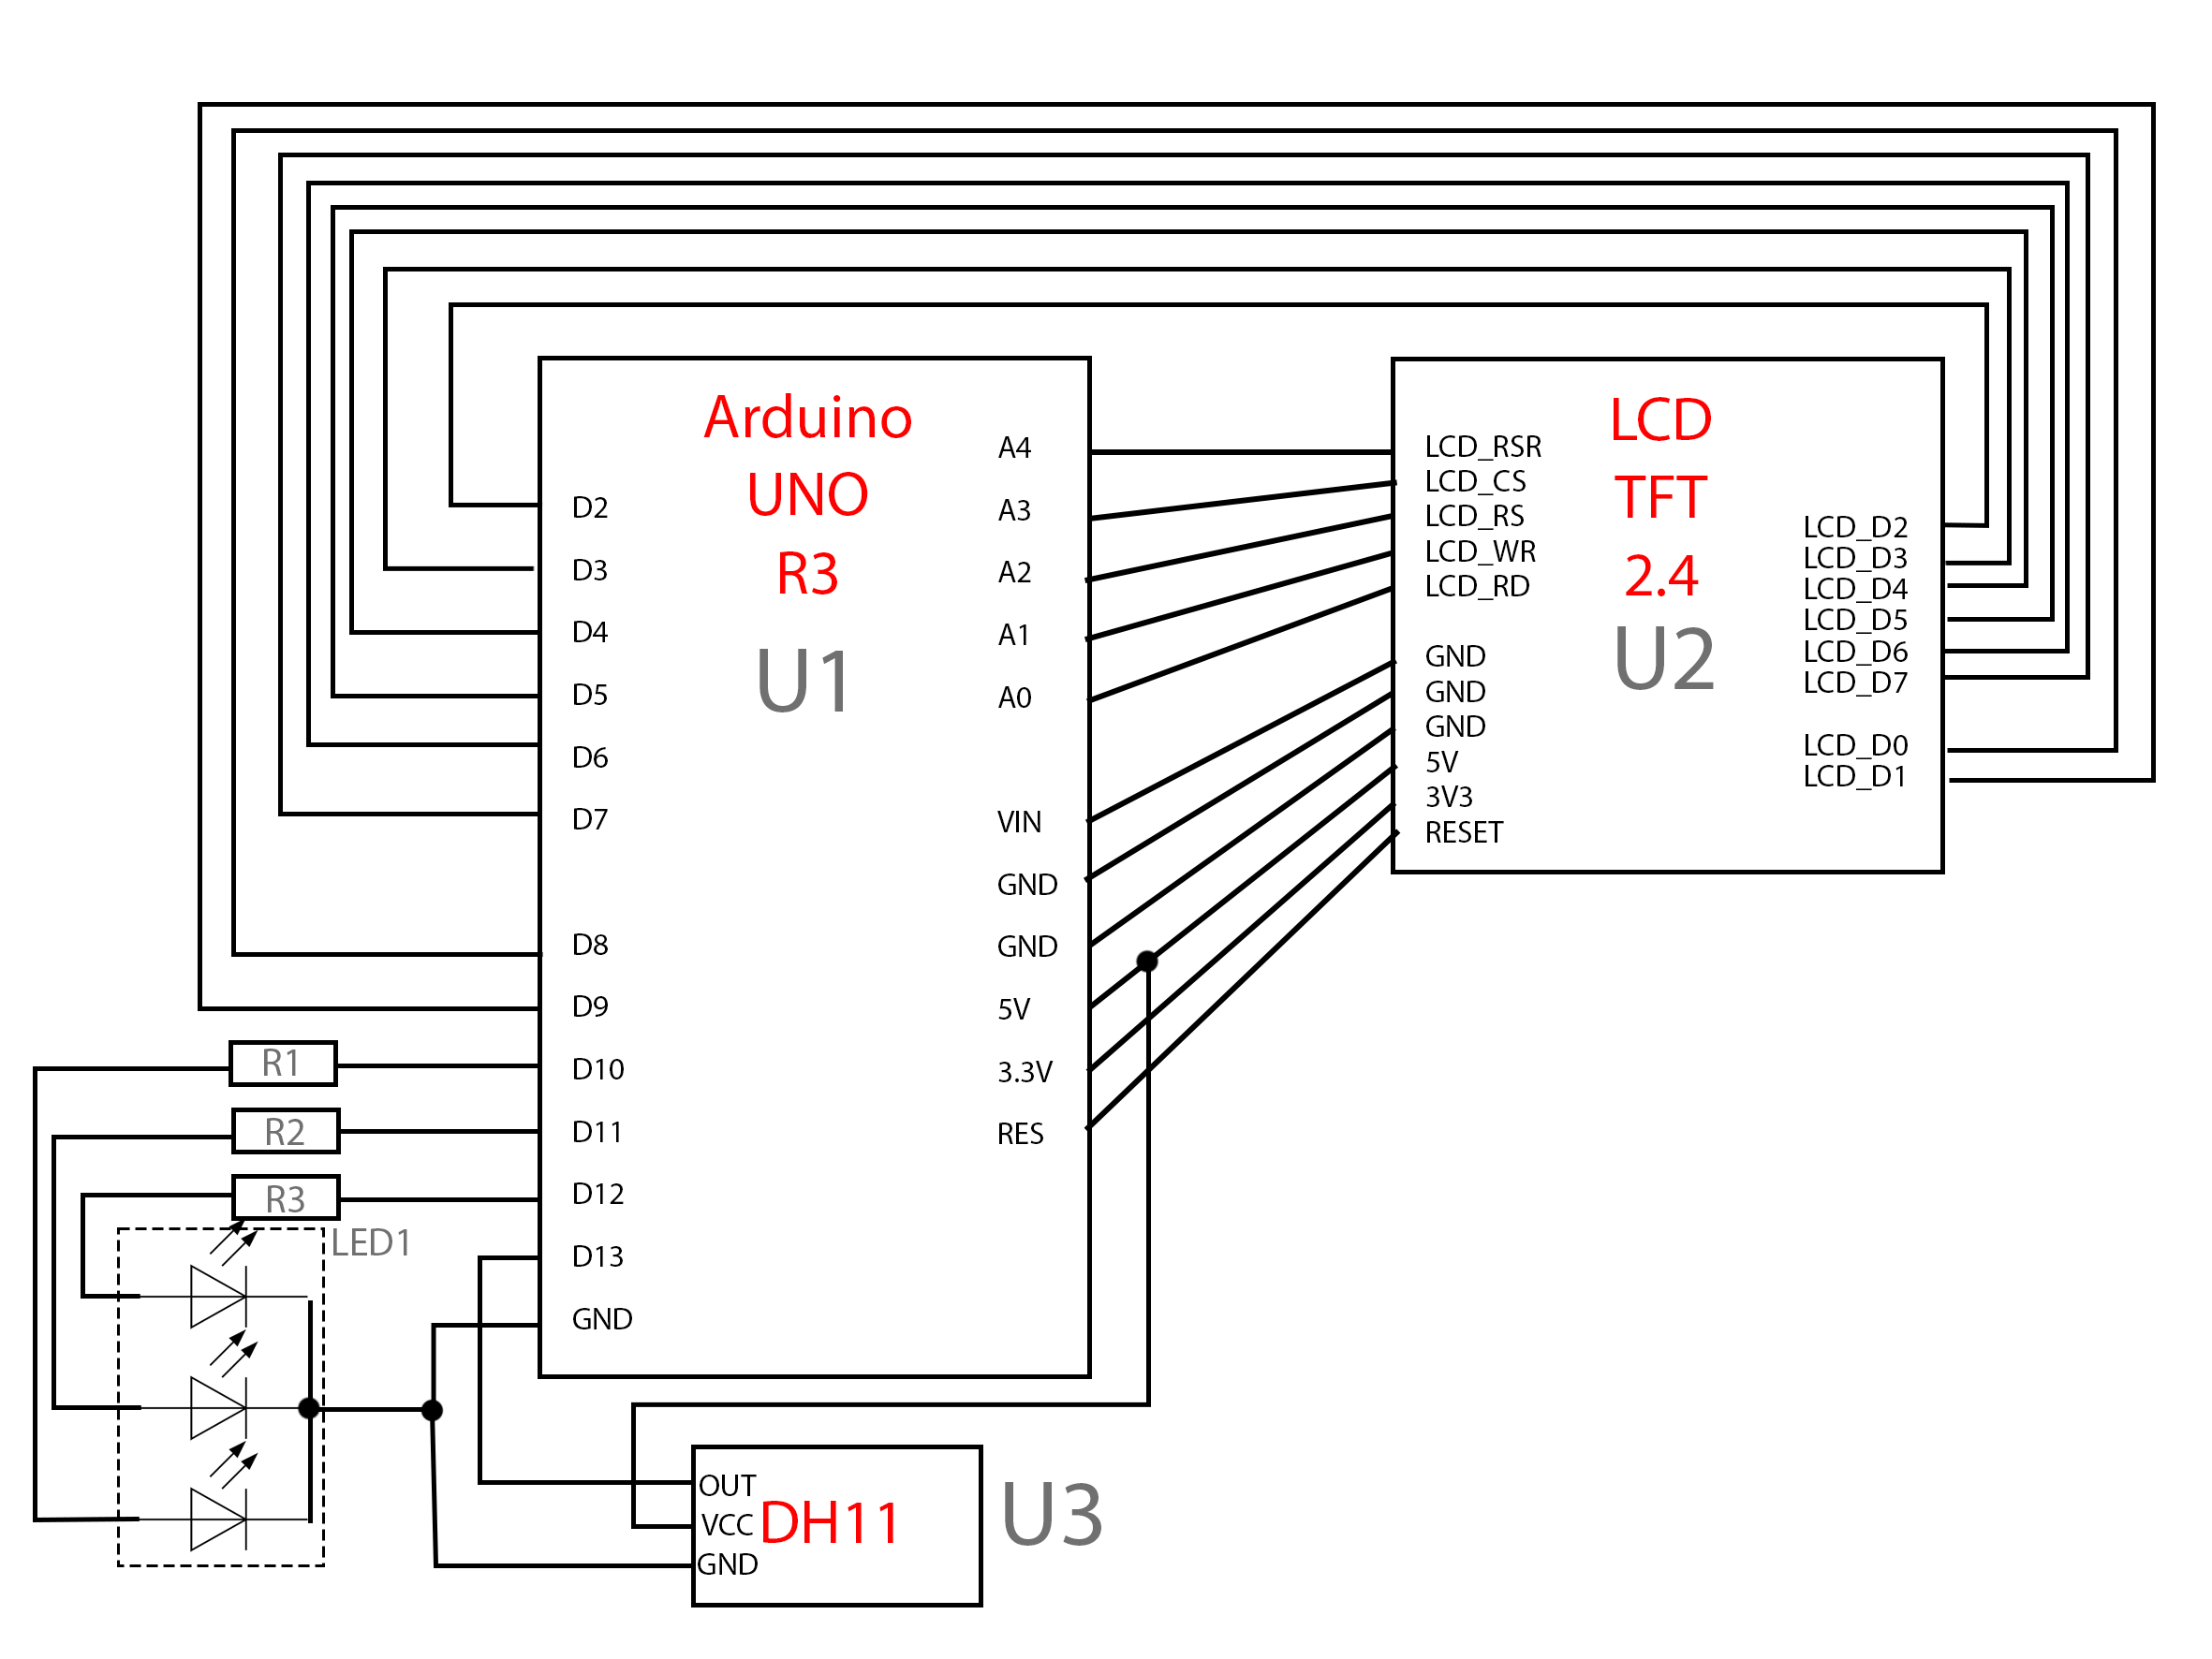 Arduino
UNO
R3
U1
D2
D3
D4
D5
D6
D7
D8
D9
D10
D11
D12
D13
GND
A4
A3
A2
A1
A0
VIN
GND
GND
5V
3.3V
RES
LCD
TFT
2.4
U2
LCD_RSR
LCD_CS
LCD_RS
LCD_WR
LCD_RD
GND
GND
GND
5V
3V3
RESET
LCD_D2
LCD_D3
LCD_D4
LCD_D5
LCD_D6
LCD_D7
LCD_D0
LCD_D1
R1
R2
R3
LED1
OUT
VCC
GND
DH11
U3